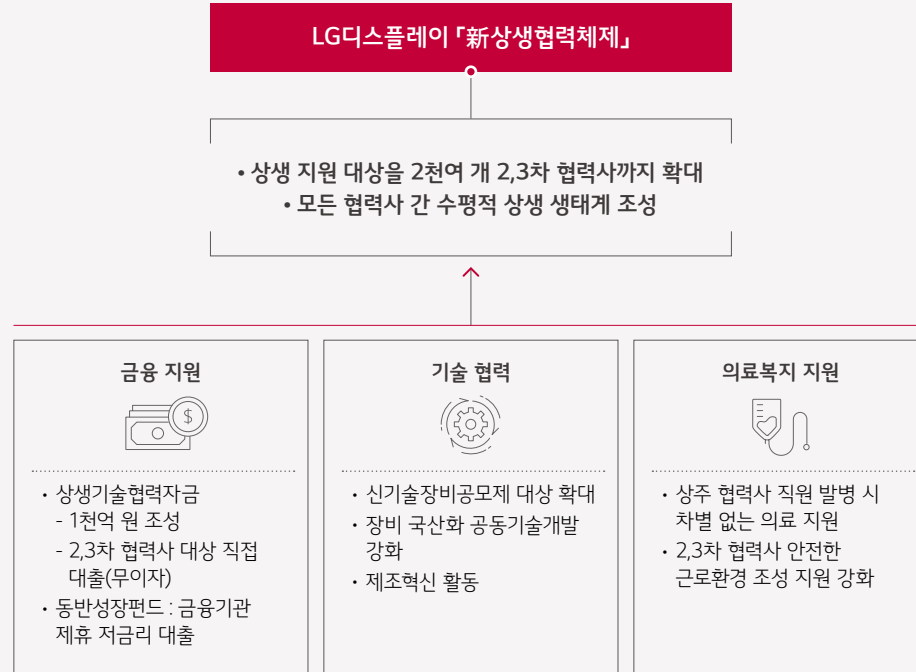 LG디스플레이 「新상생협력체제」
• 상생 지원 대상을 2천여 개 2,3차 협력사까지 확대
• 모든 협력사 간 수평적 상생 생태계 조성
금융 지원
$
• 상생기술협력자금
- 1천억 원 조성
- 2,3차 협력사 대상 직접
대출(무이자)
• 동반성장펀드 : 금융기관
제휴 저금리 대출
기술 협력
• 신기술장비공모제 대상 확대
• 장비 국산화 공동기술개발
강화
• 제조혁신 활동
의료복지 지원
• 상주 협력사 직원 발병 시
차별 없는 의료 지원
• 2,3차 협력사 안전한
근로환경 조성 지원 강화